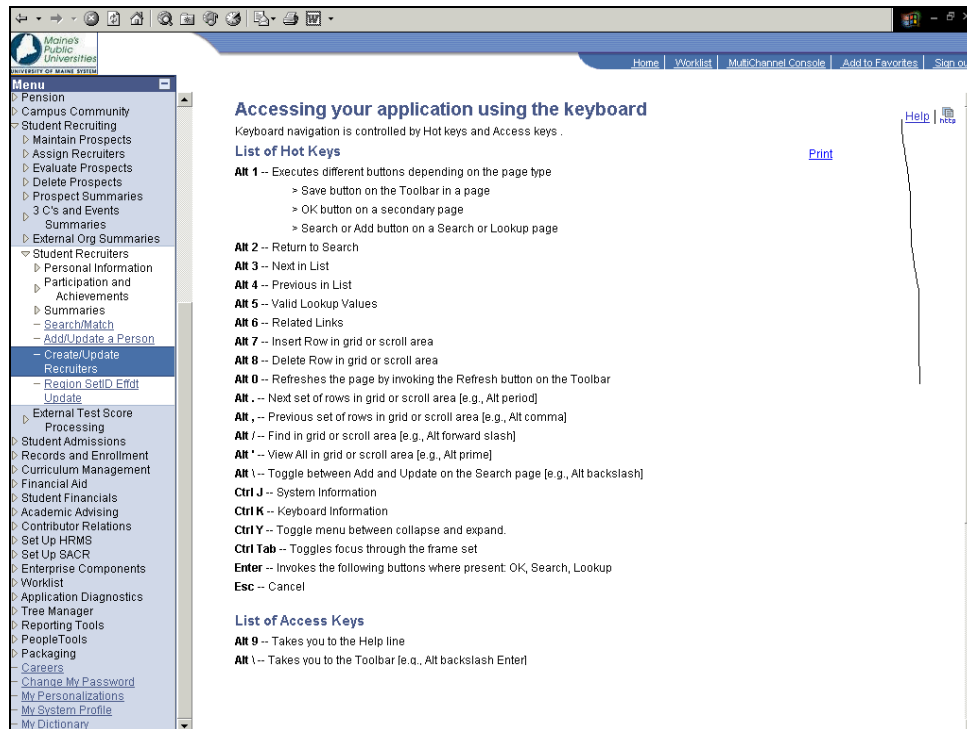 Maine's
Public
Universities
UNIVERSITY OF MAINE SYSTEM
Home | Worklist | MultiChannel Console | Add to Favorites | Sign ou
Menu
Pension
Campus Community
Student Recruiting
Maintain Prospects
Assign Recruiters
Evaluate Prospects
Delete Prospects
Prospect Summaries
3 C's and Events
Summaries
External Org Summaries
Student Recruiters
Personal Information
Participation and
Achievements
Summaries
Search/Match
Add/Update a Person
Create/Update
Recruiters
Region SetID Effdt
Update
External Test Score
Processing
Student Admissions
Records and Enrollment
Curriculum Management
Financial Aid
Student Financials
Academic Advising
Contributor Relations
Set Up HRMS
Set Up SACR
Enterprise Components
Worklist
Application Diagnostics
Tree Manager
Reporting Tools
PeopleTools
Packaging
Careers
Change My Password
My Personalizations
My System Profile
My Dictionary
Accessing your application using the keyboard
Help | http
Keyboard navigation is controlled by Hot keys and Access keys .
List of Hot Keys
Print
Alt 1 -- Executes different buttons depending on the page type
> Save button on the Toolbar in a page
> OK button on a secondary page
> Search or Add button on a Search or Lookup page
Alt 2 -- Return to Search
Alt 3 -- Next in List
Alt 4 -- Previous in List
Alt 5 -- Valid Lookup Values
Alt 6 -- Related Links
Alt 7 -- Insert Row in grid or scroll area
Alt 8 -- Delete Row in grid or scroll area
Alt 0 -- Refreshes the page by invoking the Refresh button on the Toolbar
Alt . -- Next set of rows in grid or scroll area [e.g., Alt period]
Alt , -- Previous set of rows in grid or scroll area [e.g., Alt comma]
Alt / -- Find in grid or scroll area [e.g., Alt forward slash]
Alt ' -- View All in grid or scroll area [e.g., Alt prime]
Alt \ -- Toggle between Add and Update on the Search page [e.g., Alt backslash]
Ctrl J -- System Information
Ctrl K -- Keyboard Information
Ctrl Y -- Toggle menu between collapse and expand.
Ctrl Tab -- Toggles focus through the frame set
Enter -- Invokes the following buttons where present: OK, Search, Lookup
Esc -- Cancel
List of Access Keys
Alt 9 -- Takes you to the Help line
Alt \ -- Takes you to the Toolbar [e.g., Alt backslash Enter]